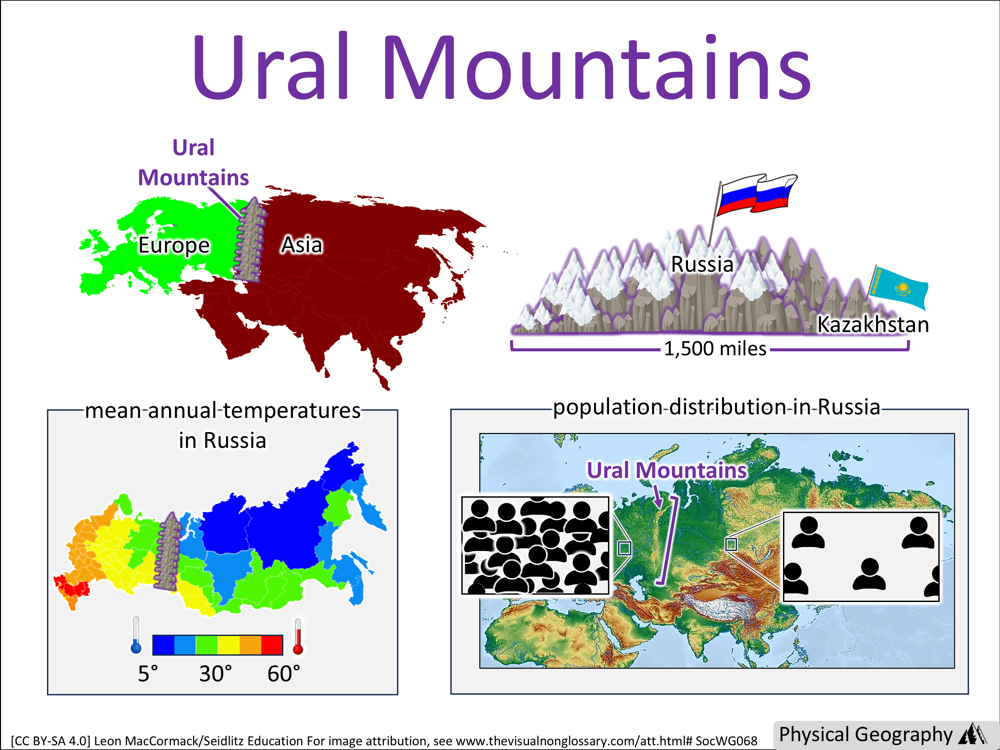 Ural Mountains
Ural
Mountains
Europe
Asia
Russia
Kazakhstan
1,500 miles
mean annual temperatures
in Russia
5°
30°
60°
population distribution in Russia
Ural Mountains
[CC BY-SA 4.0] Leon MacCormack/Seidlitz Education For image attribution, see www.thevisualnonglossary.com/att.html# SocWG068
Physical Geography